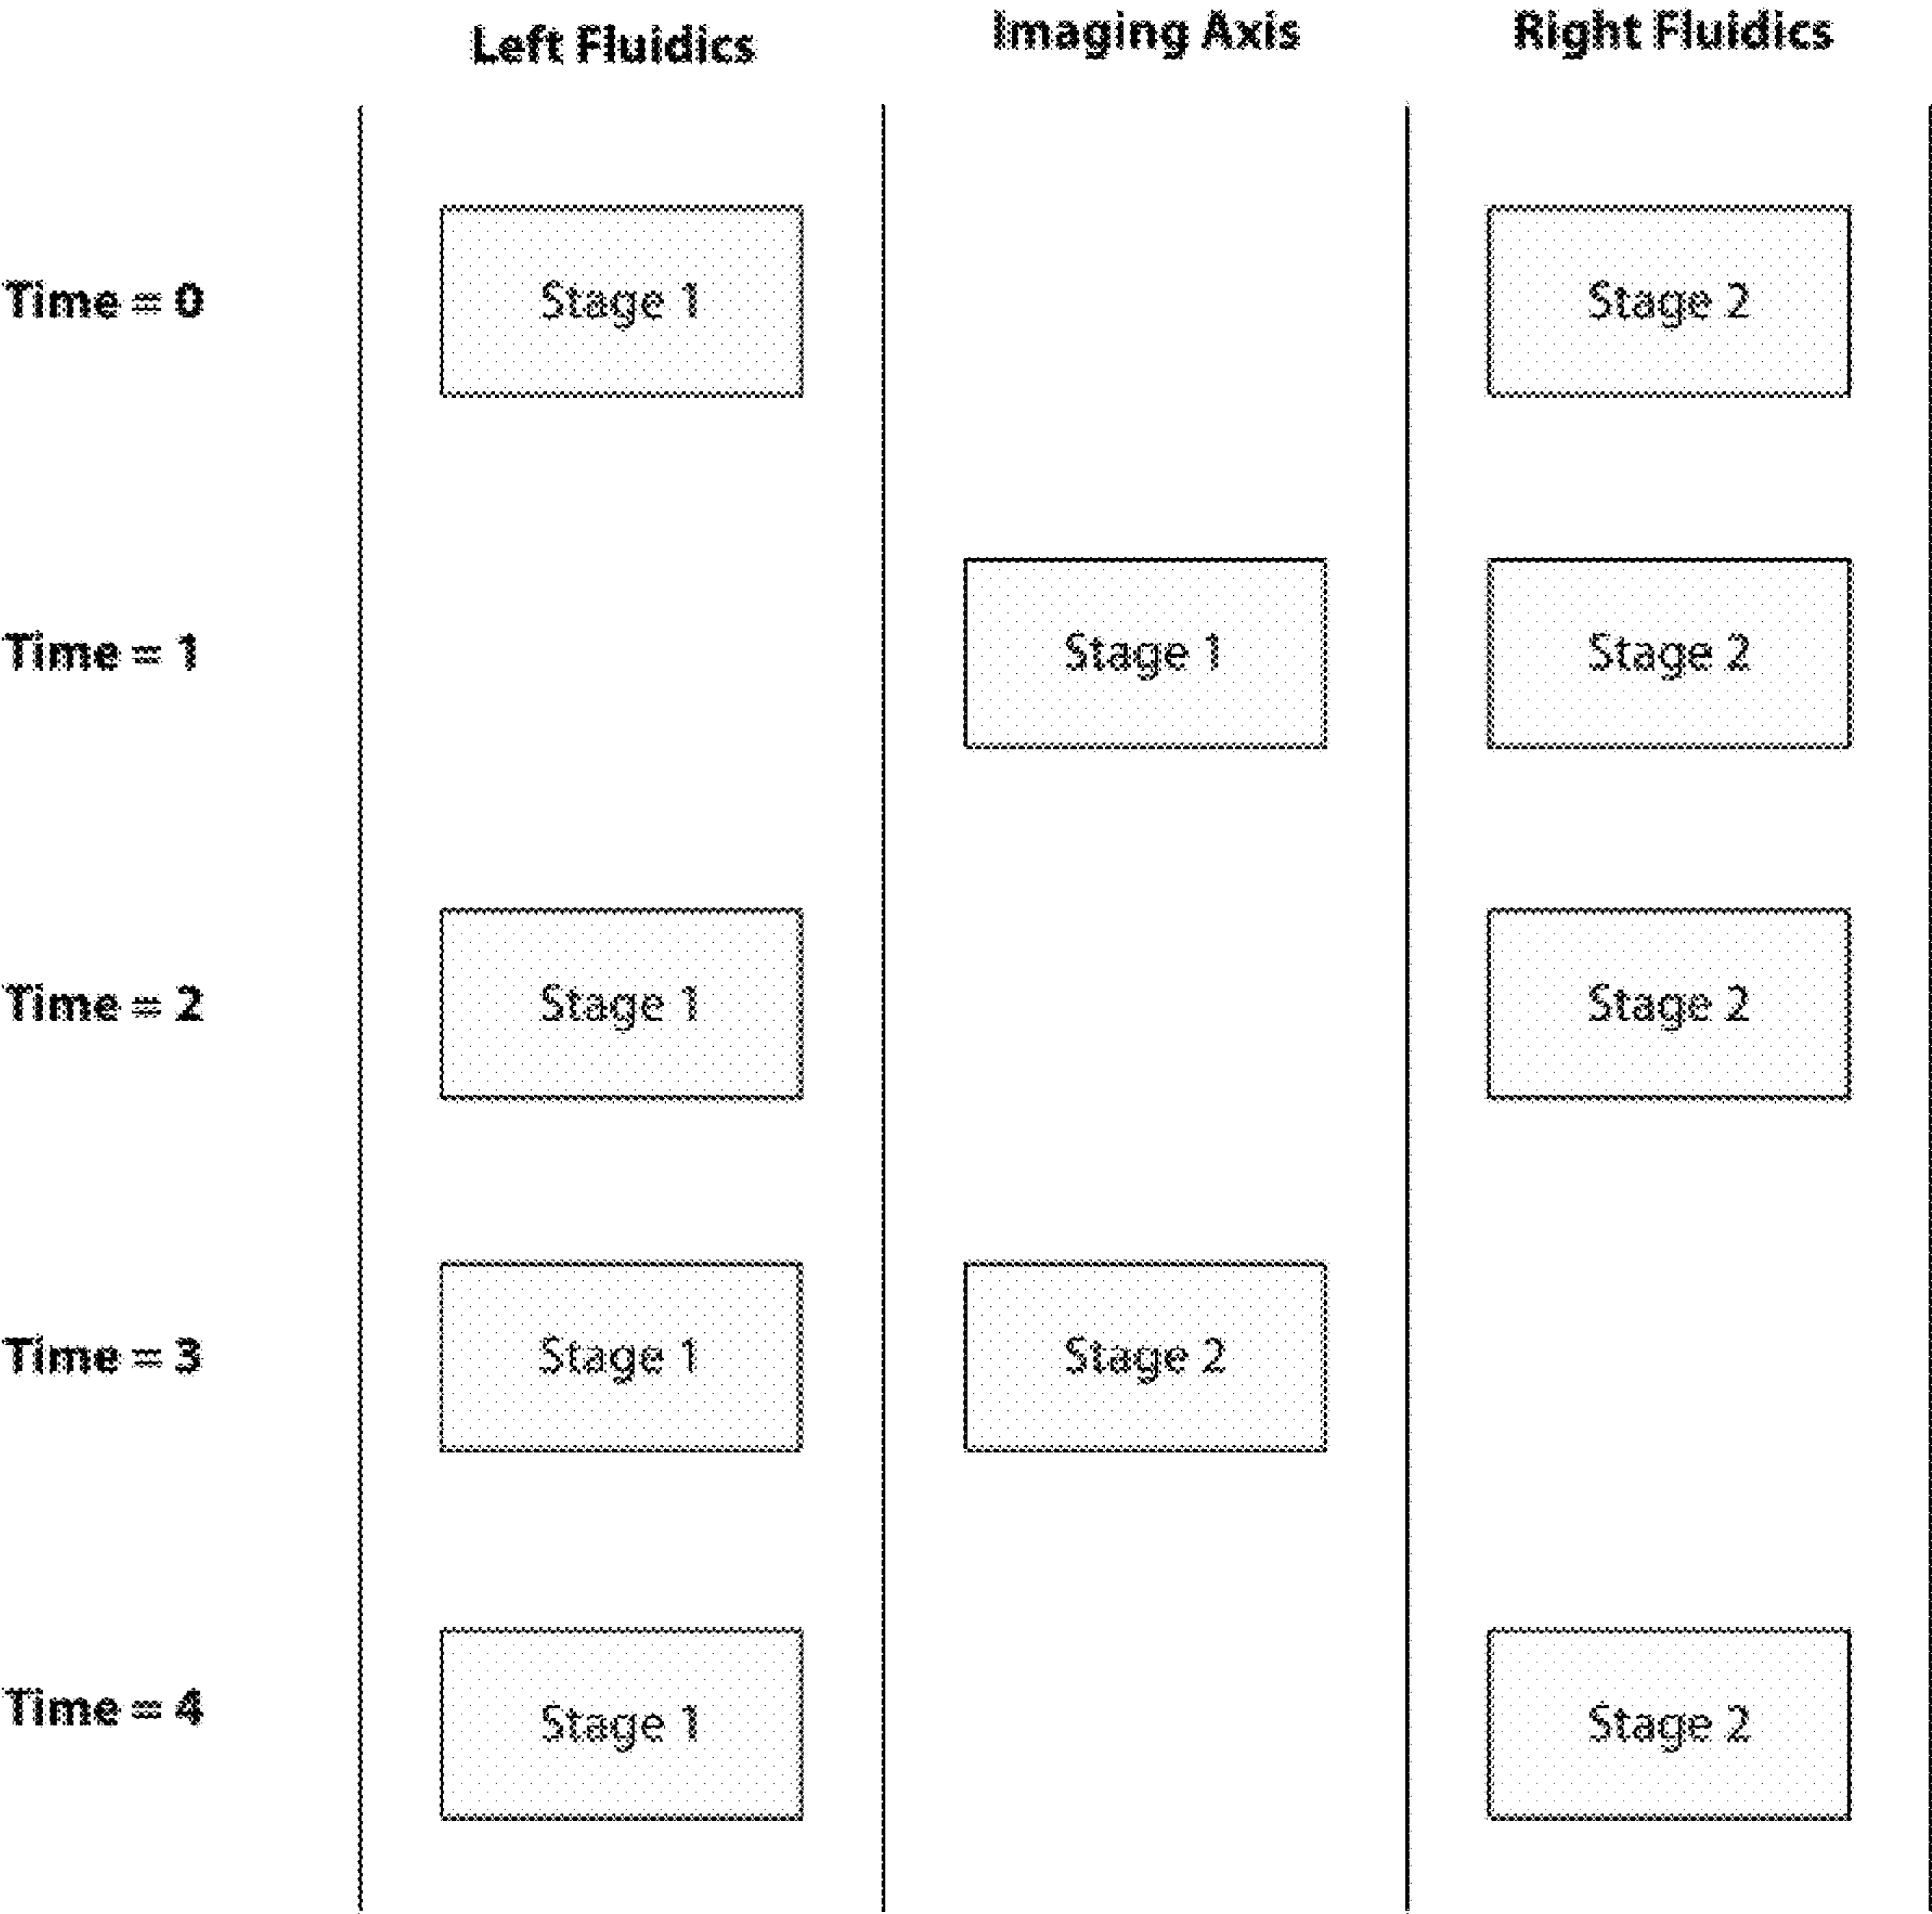 Left Fluidics Imaging Axis Right Fluidics
Time = 0 Stage 1 Stage 2
Time = 1 Stage 1 Stage 2
Time = 2 Stage 1 Stage 2
Time = 3 Stage 1 Stage 2
Time = 4 Stage 1 Stage 2